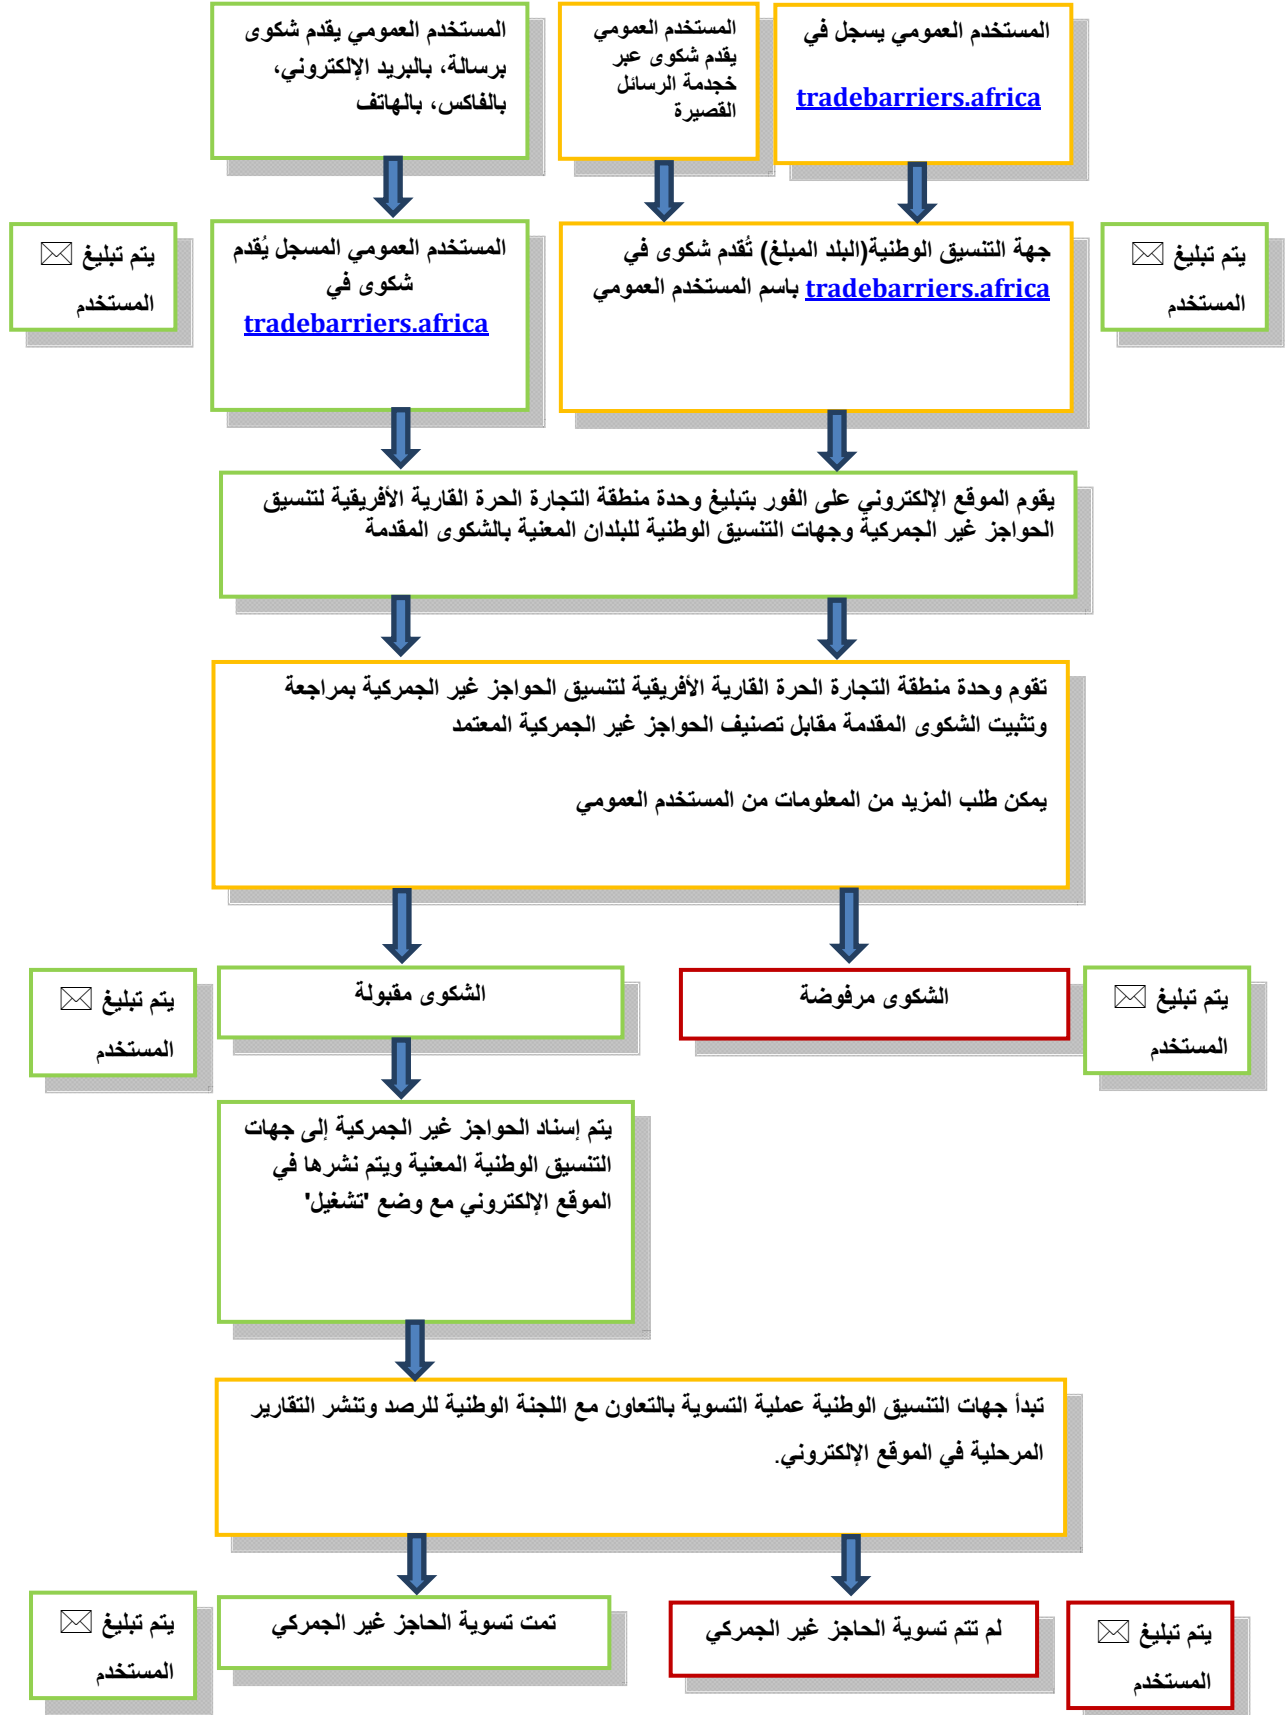 المستخدم العمومي يسجل في
tradebarriers.africa
المستخدم العمومي
يقدم شكوى عبر
خجدمة الرسائل
القصيرة
المستخدم العمومي يقدم شكوى
برسالة، بالبريد الإلكتروني،
بالفاكس، بالهاتف
يتم تبليغ
المستخدم
جهة التنسيق الوطنية(البلد المبلغ) تُقدم شكوى في
tradebarriers.africa باسم المستخدم العمومي
المستخدم العمومي المسجل يُقدم
شكوى في
tradebarriers.africa
يتم تبليغ
المستخدم
يقوم الموقع الإلكتروني على الفور بتبليغ وحدة منطقة التجارة الحرة القارية الأفريقية لتنسيق
الحواجز غير الجمركية وجهات التنسيق الوطنية للبلدان المعنية بالشكوى المقدمة
تقوم وحدة منطقة التجارة الحرة القارية الأفريقية لتنسيق الحواجز غير الجمركية بمراجعة
وتثبيت الشكوى المقدمة مقابل تصنيف الحواجز غير الجمركية المعتمد
يمكن طلب المزيد من المعلومات من المستخدم العمومي
يتم تبليغ
المستخدم
الشكوى مرفوضة
الشكوى مقبولة
يتم تبليغ
المستخدم
يتم إسناد الحواجز غير الجمركية إلى جهات
التنسيق الوطنية المعنية ويتم نشرها في
الموقع الإلكتروني مع وضع 'تشغيل'
تبدأ جهات التنسيق الوطنية عملية التسوية بالتعاون مع اللجنة الوطنية للرصد وتنشر التقارير
المرحلية في الموقع الإلكتروني.
يتم تبليغ
المستخدم
لم تتم تسوية الحاجز غير الجمركي
تمت تسوية الحاجز غير الجمركي
يتم تبليغ
المستخدم